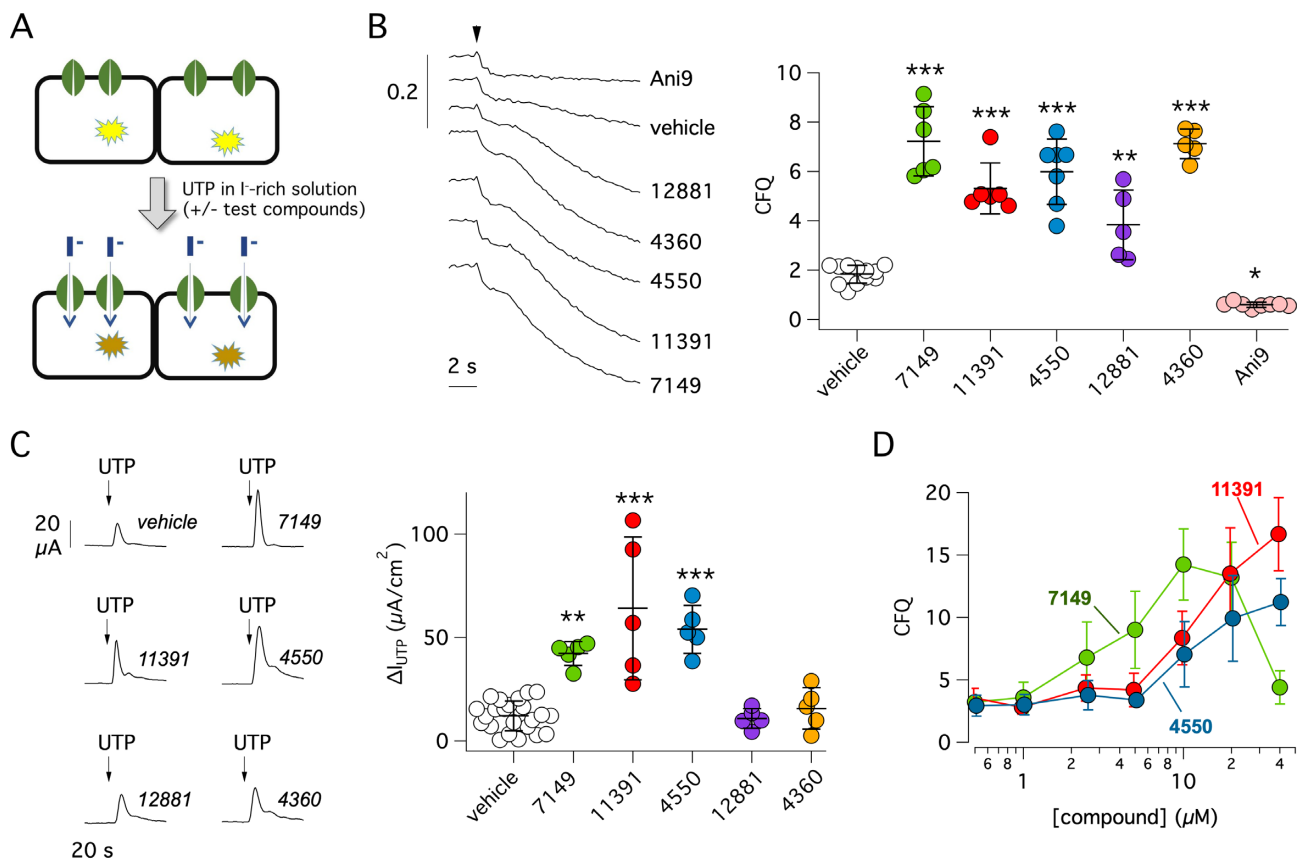 A
UTP in I⁻-rich solution
(+/- test compounds)
I⁻
I⁻
I⁻
I⁻
B
0.2
Ani9
vehicle
12881
4360
4550
11391
7149
2 s
CFQ
10
8
6
4
2
0
***
***
***
**
***
*
vehicle
7149
11391
4550
12881
4360
Ani9
C
UTP
UTP
20
µA
vehicle
7149
UTP
UTP
11391
4550
UTP
UTP
12881
4360
20 s
ΔI_UTP (µA/cm²)
100
50
0
**
***
***
vehicle
7149
11391
4550
12881
4360
D
CFQ
20
15
10
5
0
11391
7149
4550
6 8 1 2 4 6 8 10 2 4
[compound] (µM)